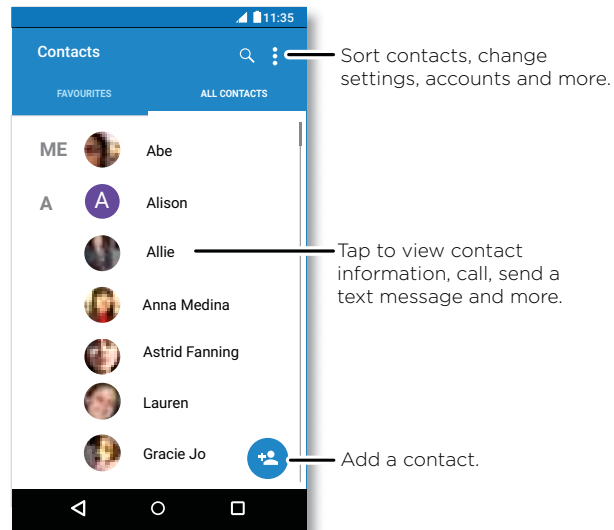 11:35
Contacts
Sort contacts, change
settings, accounts and more.
FAVOURITES ALL CONTACTS
ME Abe
A A Alison
Allie
Tap to view contact
information, call, send a
text message and more.
Anna Medina
Astrid Fanning
Lauren
Gracie Jo
Add a contact.